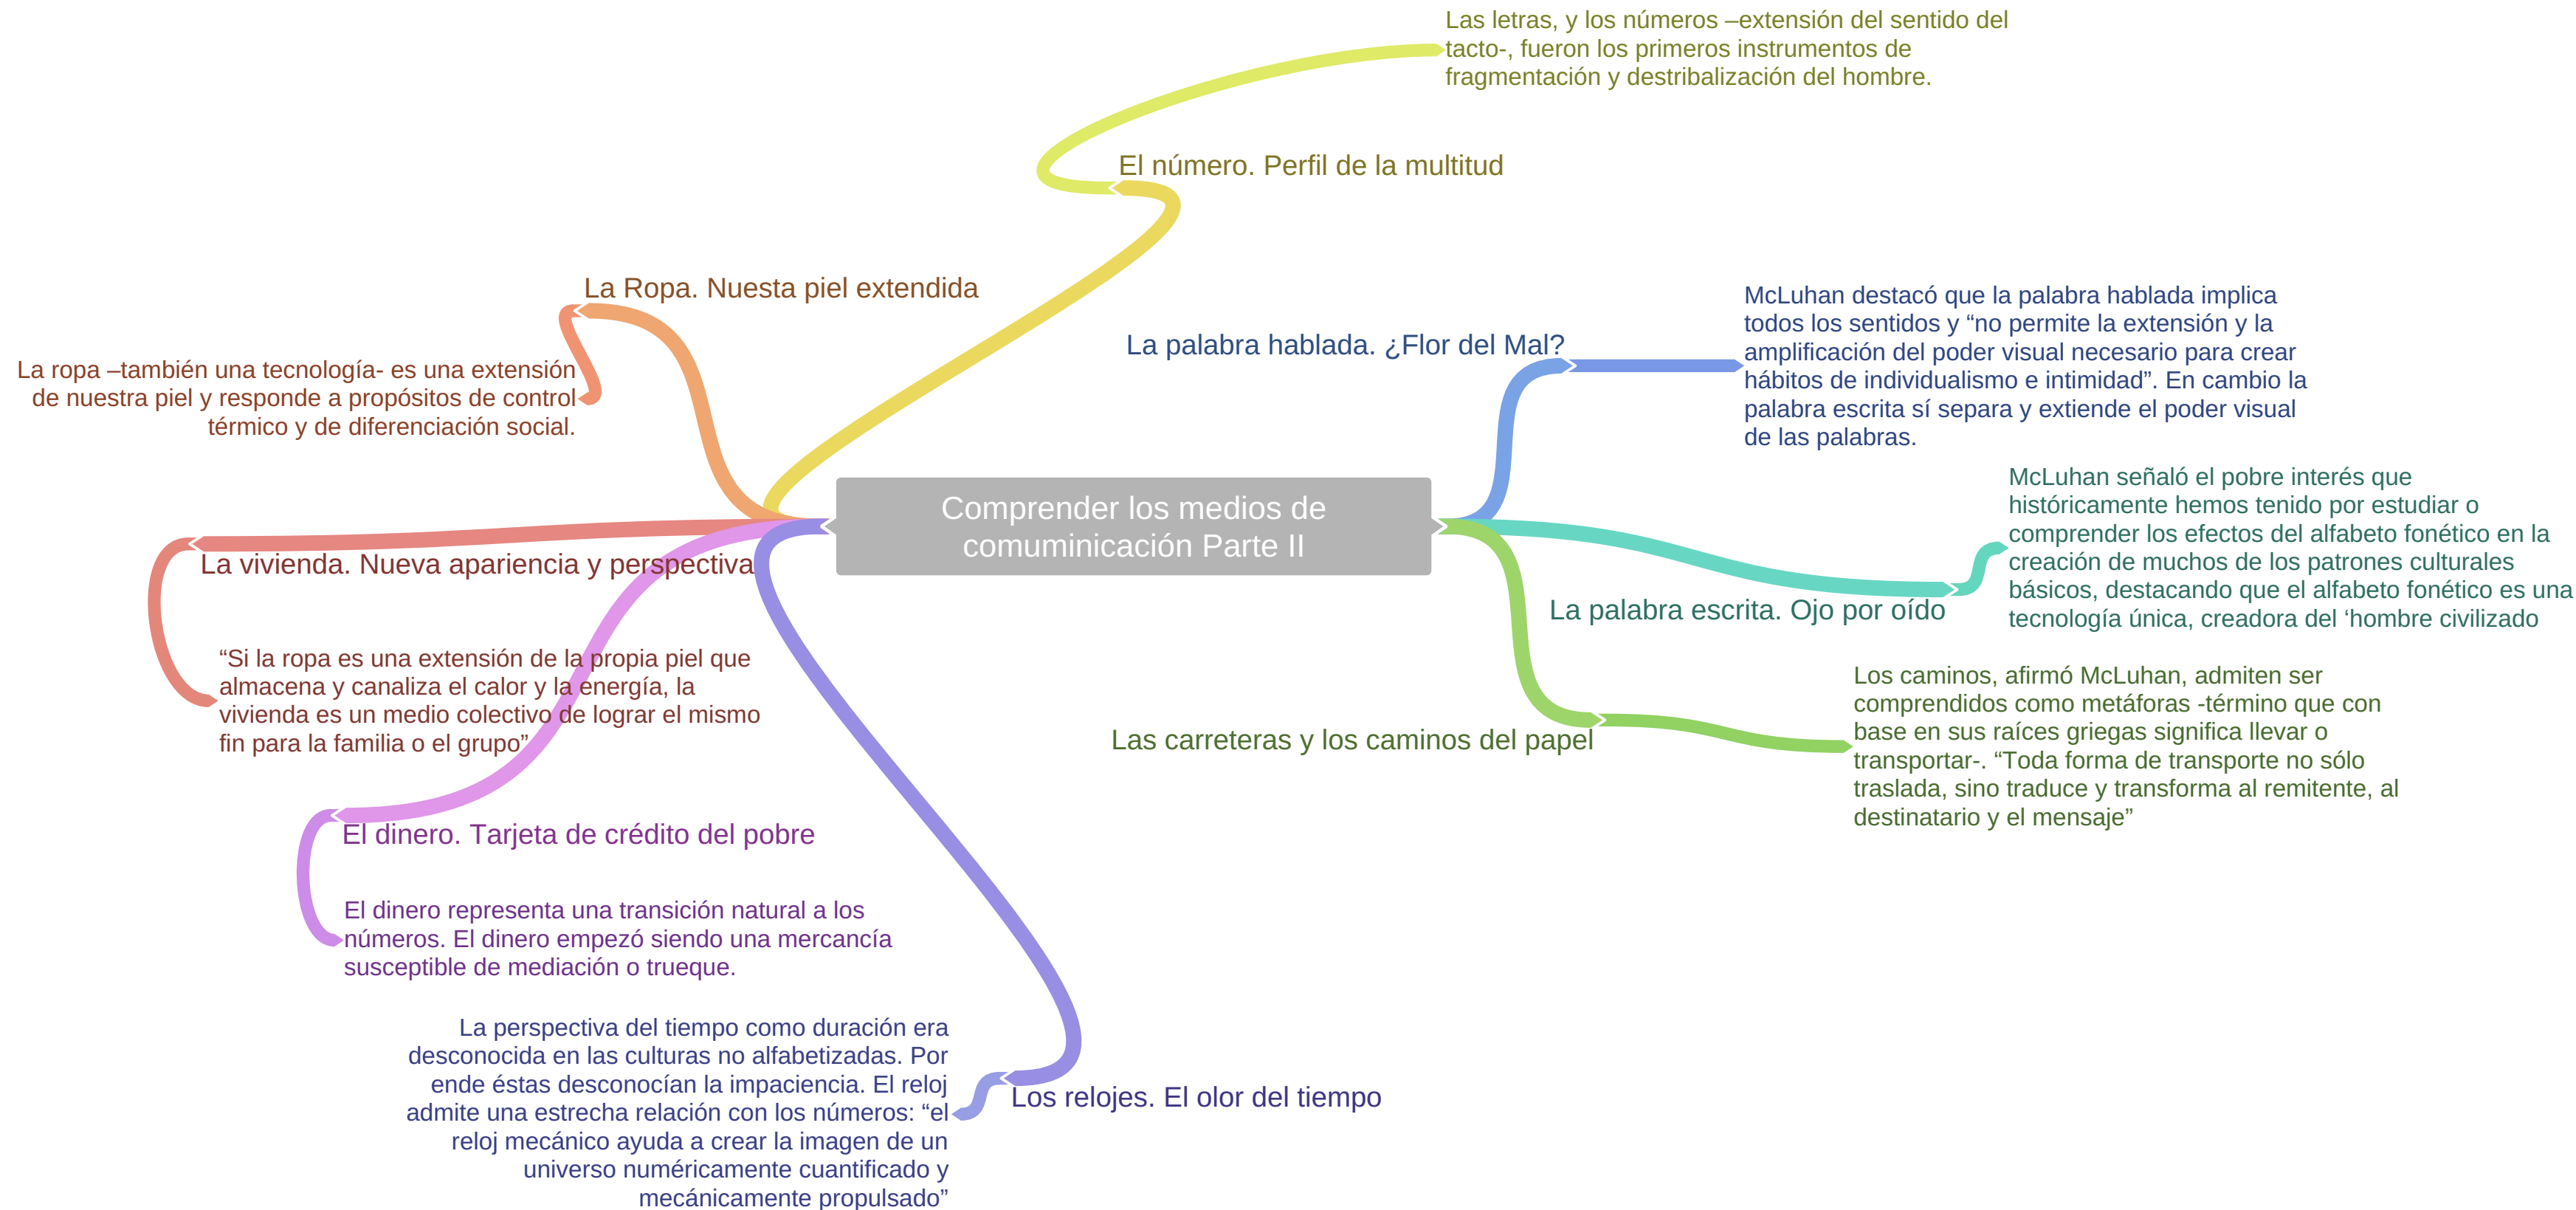 Las letras, y los números –extensión del sentido del
tacto-, fueron los primeros instrumentos de
fragmentación y destribalización del hombre.
El número. Perfil de la multitud
La Ropa. Nuesta piel extendida
La ropa –también una tecnología- es una extensión
de nuestra piel y responde a propósitos de control
térmico y de diferenciación social.
La palabra hablada. ¿Flor del Mal?
McLuhan destacó que la palabra hablada implica
todos los sentidos y “no permite la extensión y la
amplificación del poder visual necesario para crear
hábitos de individualismo e intimidad”. En cambio la
palabra escrita sí separa y extiende el poder visual
de las palabras.
Comprender los medios de
comuminicación Parte II
McLuhan señaló el pobre interés que
históricamente hemos tenido por estudiar o
comprender los efectos del alfabeto fonético en la
creación de muchos de los patrones culturales
básicos, destacando que el alfabeto fonético es una
tecnología única, creadora del ‘hombre civilizado
La palabra escrita. Ojo por oído
La vivienda. Nueva apariencia y perspectiva
“Si la ropa es una extensión de la propia piel que
almacena y canaliza el calor y la energía, la
vivienda es un medio colectivo de lograr el mismo
fin para la familia o el grupo”
Las carreteras y los caminos del papel
Los caminos, afirmó McLuhan, admiten ser
comprendidos como metáforas -término que con
base en sus raíces griegas significa llevar o
transportar-. “Toda forma de transporte no sólo
traslada, sino traduce y transforma al remitente, al
destinatario y el mensaje”
El dinero. Tarjeta de crédito del pobre
El dinero representa una transición natural a los
números. El dinero empezó siendo una mercancía
susceptible de mediación o trueque.
La perspectiva del tiempo como duración era
desconocida en las culturas no alfabetizadas. Por
ende éstas desconocían la impaciencia. El reloj
admite una estrecha relación con los números: “el
reloj mecánico ayuda a crear la imagen de un
universo numéricamente cuantificado y
mecánicamente propulsado”
Los relojes. El olor del tiempo